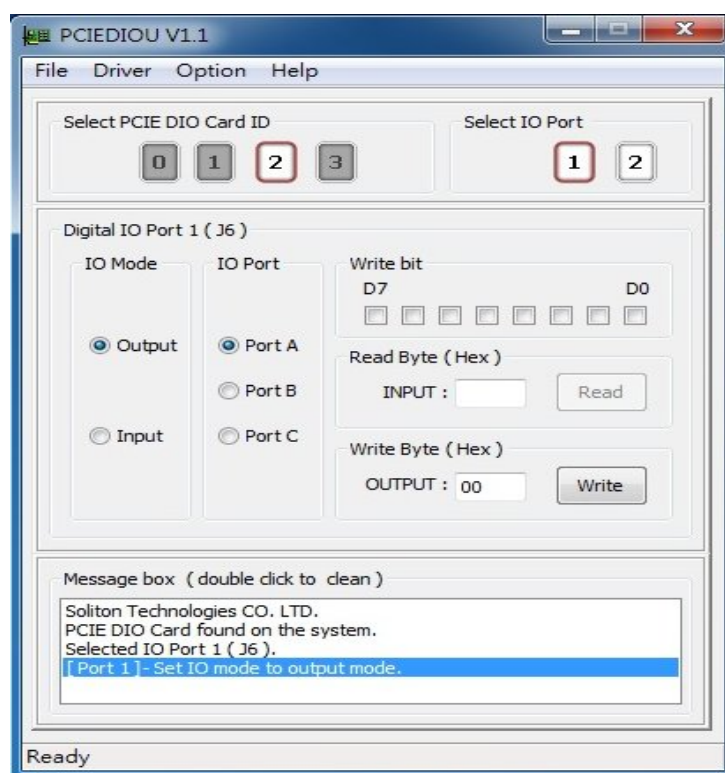 PCIEDIOU V1.1
File Driver Option Help
Select PCIE DIO Card ID
0 1 2 3
Select IO Port
1 2
Digital IO Port 1 ( J6 )
IO Mode
Output
Input
IO Port
Port A
Port B
Port C
Write bit
D7 D0
Read Byte ( Hex )
INPUT : Read
Write Byte ( Hex )
OUTPUT : 00 Write
Message box ( double click to clean )
Soliton Technologies CO. LTD.
PCIE DIO Card found on the system.
Selected IO Port 1 ( J6 ).
[ Port 1 ]- Set IO mode to output mode.
Ready